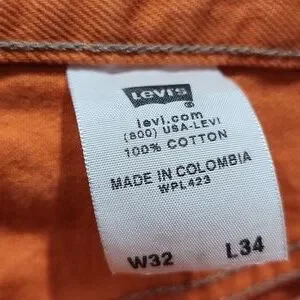 LEVI'S
levi.com
(800) USA-LEVI
100% COTTON
MADE IN COLOMBIA
WPL423
W32 L34